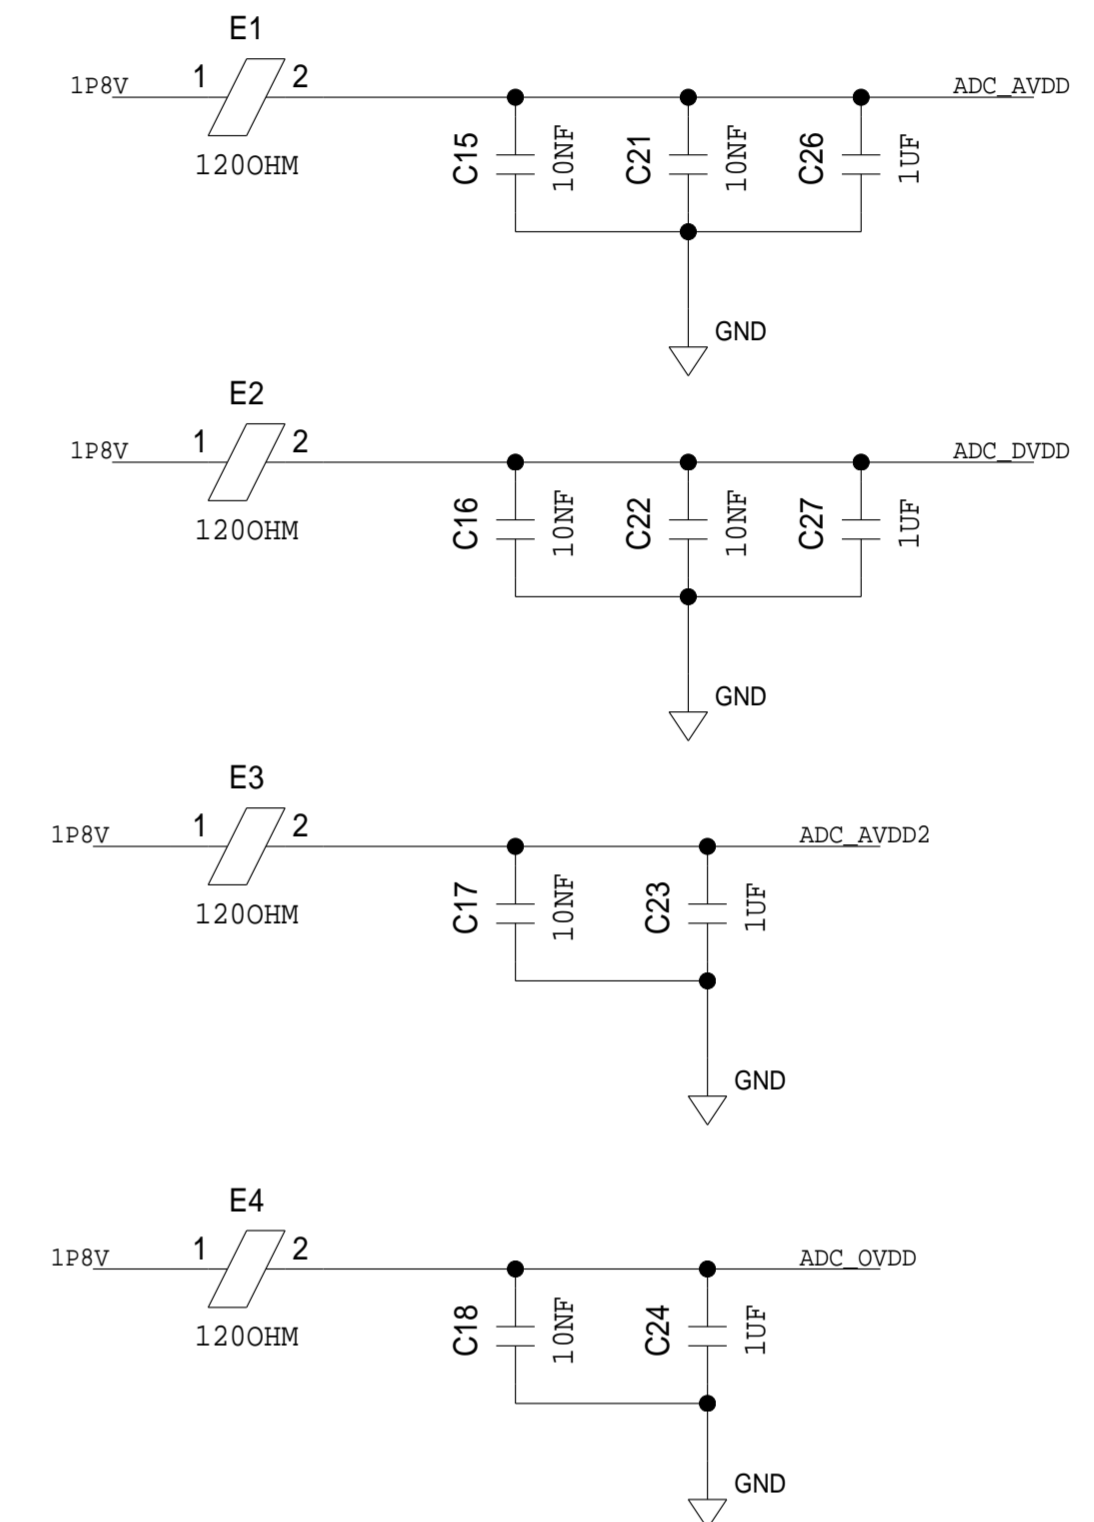 E1
1P8V 1 2 ADC_AVDD
120OHM C15 10NF C21 10NF C26 1UF
GND
E2
1P8V 1 2 ADC_DVDD
120OHM C16 10NF C22 10NF C27 1UF
GND
E3
1P8V 1 2 ADC_AVDD2
120OHM C17 10NF C23 1UF
GND
E4
1P8V 1 2 ADC_OVDD
120OHM C18 10NF C24 1UF
GND